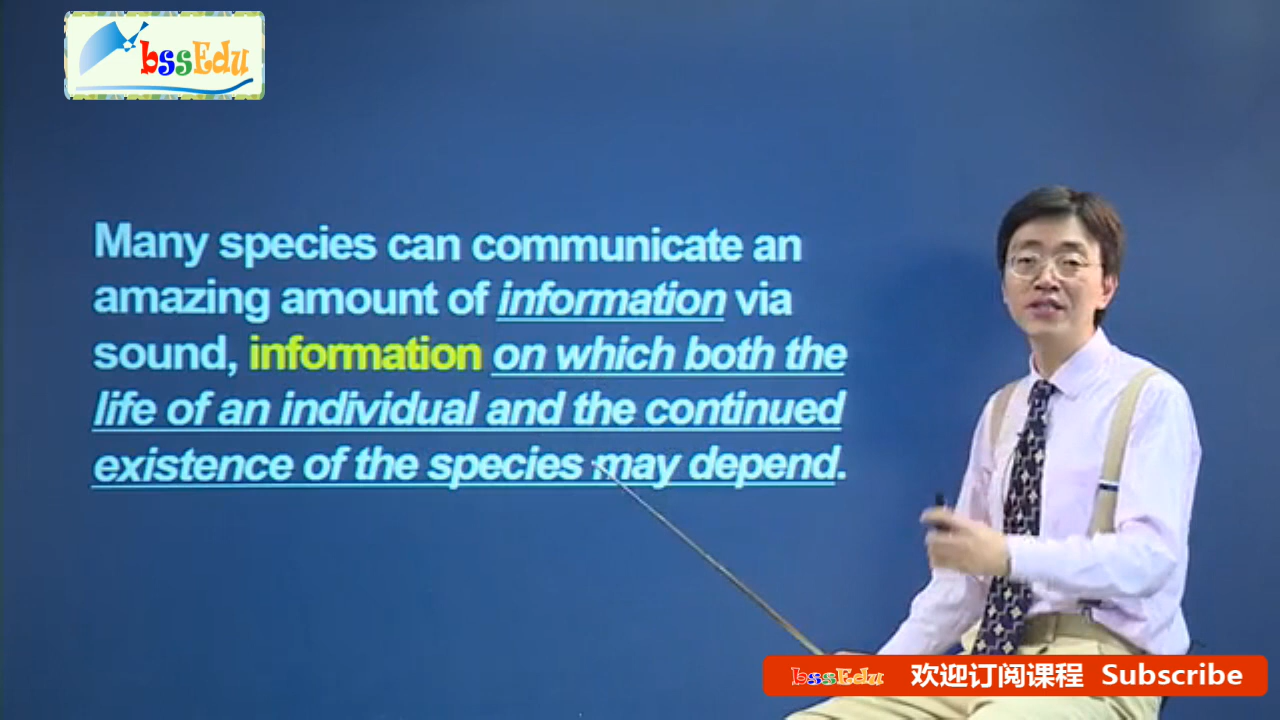 bssEdu
Many species can communicate an
amazing amount of information via
sound, information on which both the
life of an individual and the continued
existence of the species may depend.
bssEdu 欢迎订阅课程 Subscribe